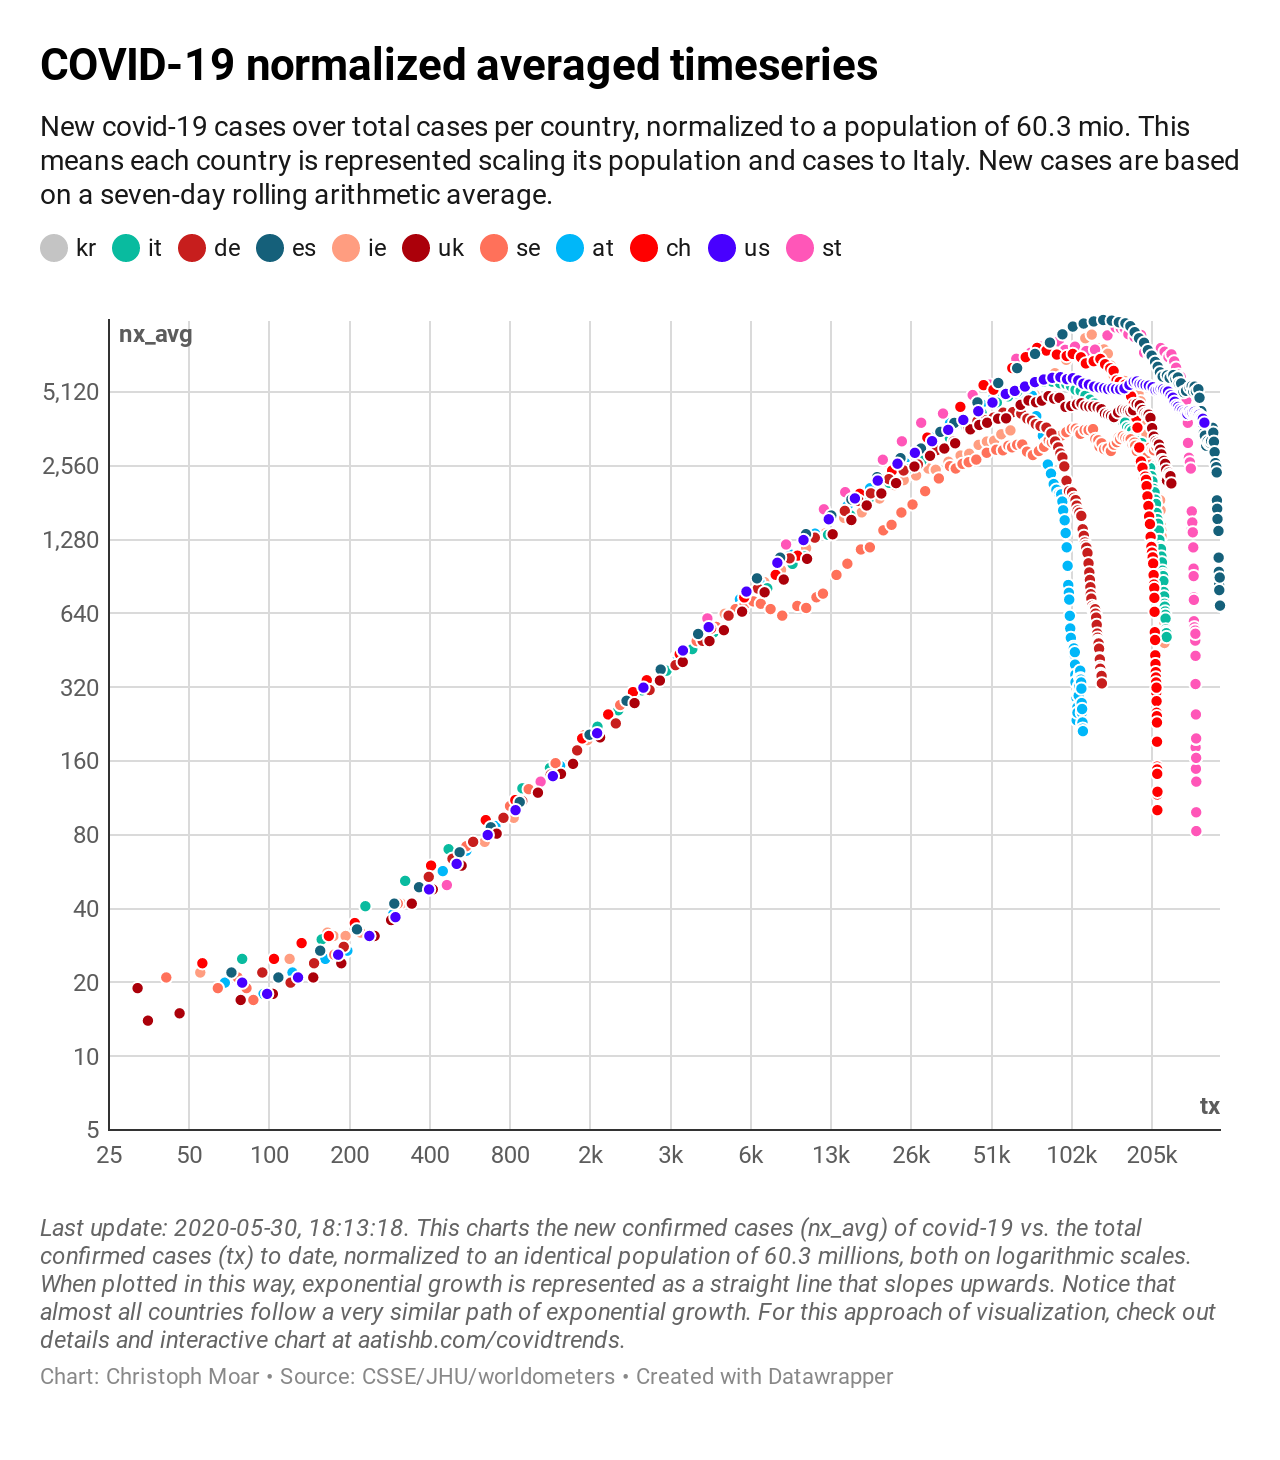 COVID-19 normalized averaged timeseries
New covid-19 cases over total cases per country, normalized to a population of 60.3 mio. This
means each country is represented scaling its population and cases to Italy. New cases are based
on a seven-day rolling arithmetic average.
kr it de es ie uk se at ch us st
nx_avg
5,120
2,560
1,280
640
320
160
80
40
20
10
5
tx
25 50 100 200 400 800 2k 3k 6k 13k 26k 51k 102k 205k
Last update: 2020-05-30, 18:13:18. This charts the new confirmed cases (nx_avg) of covid-19 vs. the total
confirmed cases (tx) to date, normalized to an identical population of 60.3 millions, both on logarithmic scales.
When plotted in this way, exponential growth is represented as a straight line that slopes upwards. Notice that
almost all countries follow a very similar path of exponential growth. For this approach of visualization, check out
details and interactive chart at aatishb.com/covidtrends.
Chart: Christoph Moar • Source: CSSE/JHU/worldometers • Created with Datawrapper